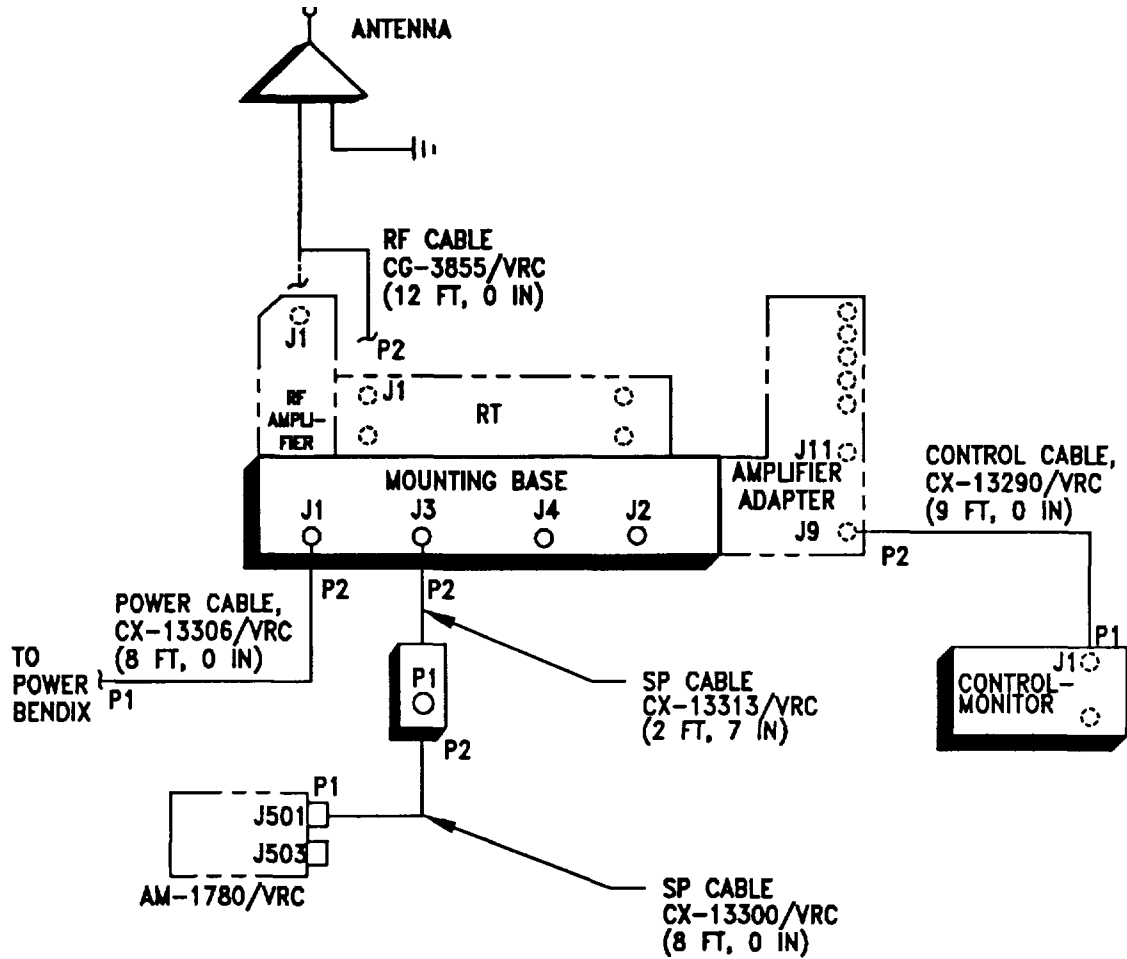 ANTENNA
RF CABLE
CG-3855/VRC
(12 FT, 0 IN)
J1
P2
RF
AMPLI-
FIER
J1
RT
J11
AMPLIFIER
ADAPTER
J9
P2
CONTROL CABLE,
CX-13290/VRC
(9 FT, 0 IN)
MOUNTING BASE
J1
J3
J4
J2
P2
P2
POWER CABLE,
CX-13306/VRC
(8 FT, 0 IN)
TO
POWER
BENDIX
P1
P1
P2
SP CABLE
CX-13313/VRC
(2 FT, 7 IN)
P1
J1
CONTROL-
MONITOR
P1
J501
J503
AM-1780/VRC
SP CABLE
CX-13300/VRC
(8 FT, 0 IN)